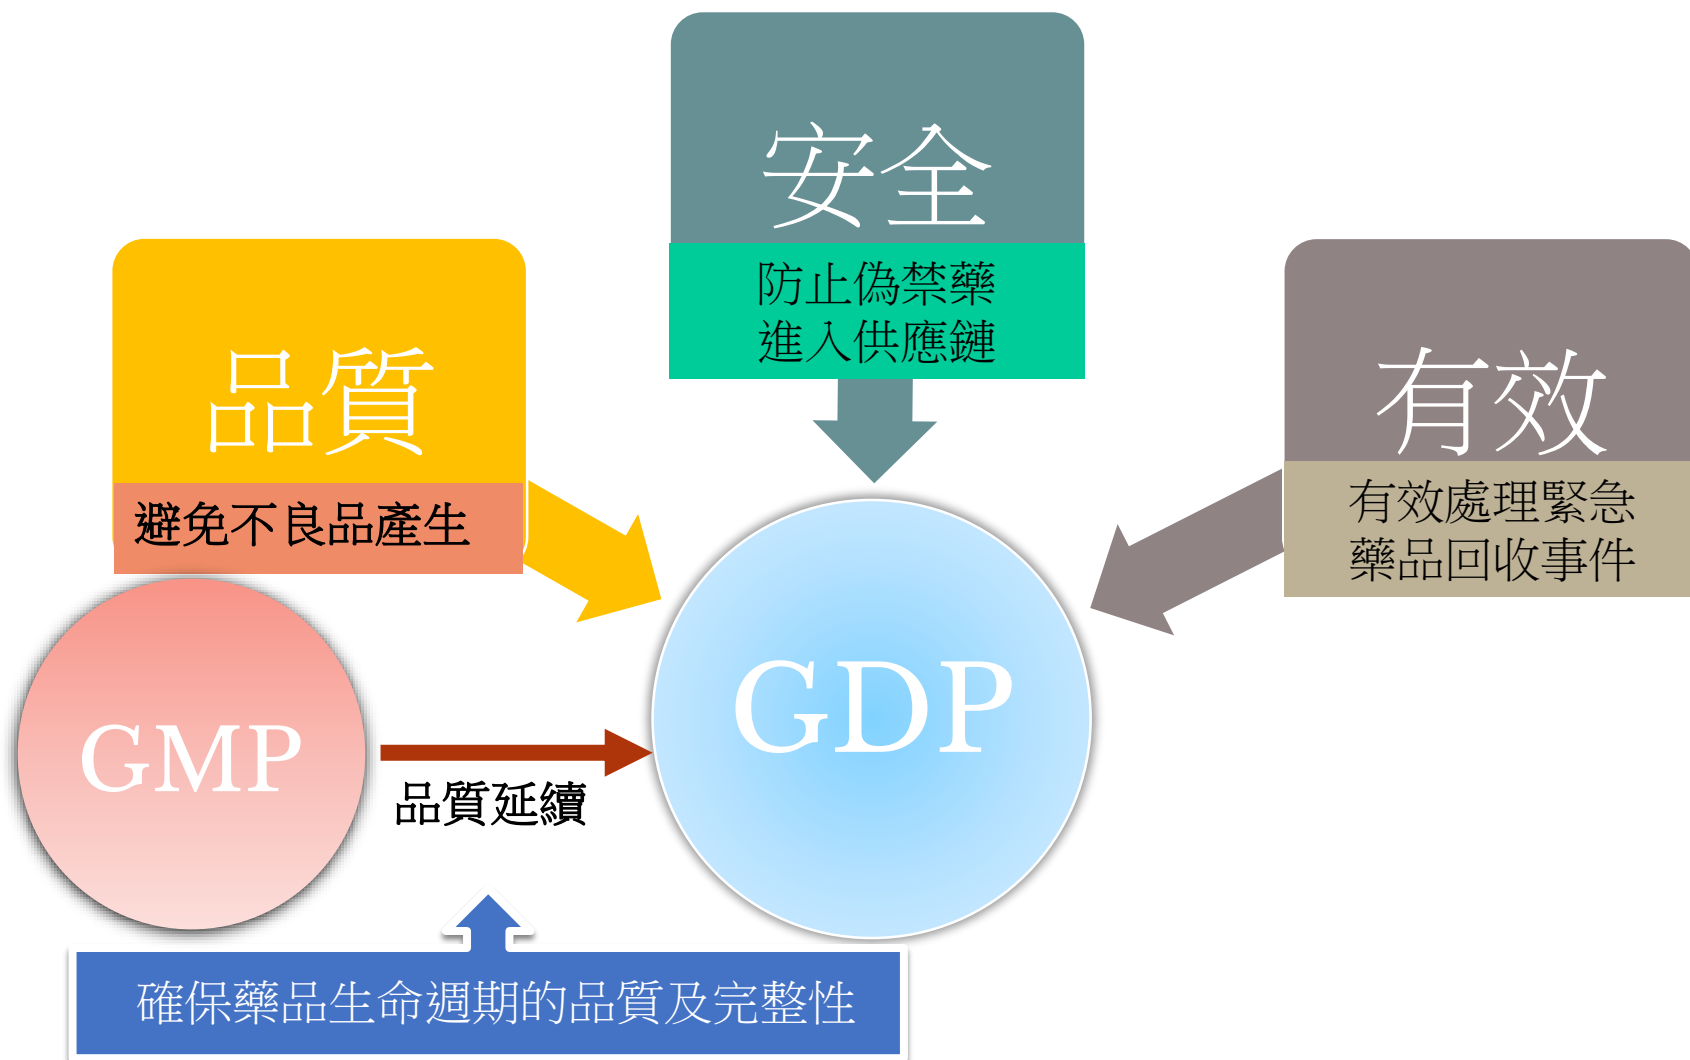 安全
防止偽禁藥
進入供應鏈
品質
避免不良品產生
有效
有效處理緊急
藥品回收事件
GMP
品質延續
GDP
確保藥品生命週期的品質及完整性